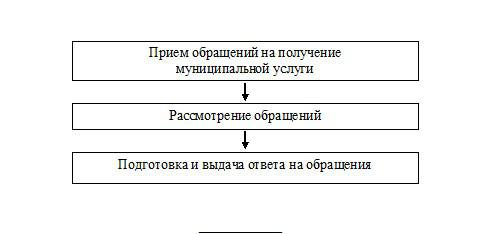 Прием обращений на получение
муниципальной услуги
Рассмотрение обращений
Подготовка и выдача ответа на обращения